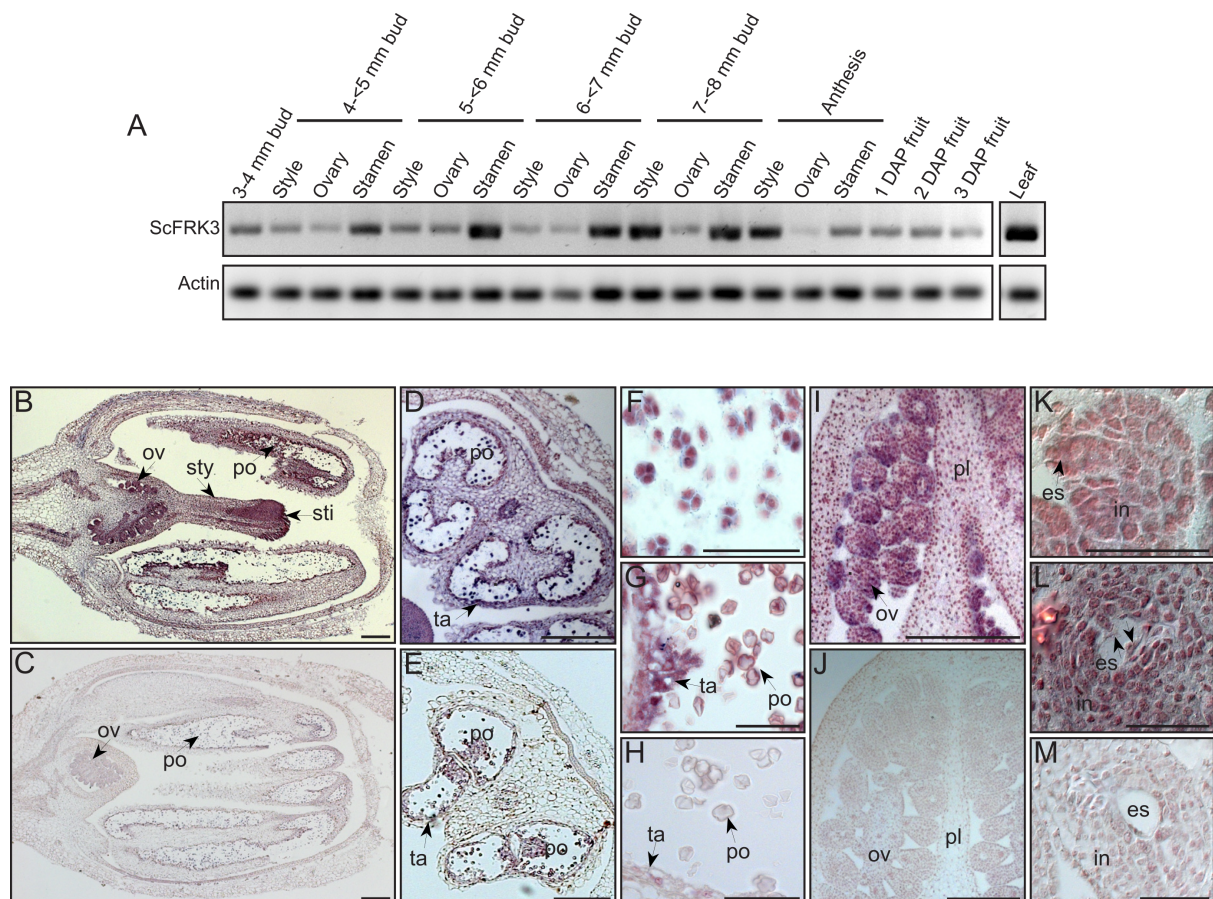 A
4-<5 mm bud
5-<6 mm bud
6-<7 mm bud
7-<8 mm bud
Anthesis
3-4 mm bud
Style
Ovary
Stamen
Style
Ovary
Stamen
Style
Ovary
Stamen
Style
Ovary
Stamen
Style
Ovary
Stamen
1 DAP fruit
2 DAP fruit
3 DAP fruit
Leaf
ScFRK3
Actin
B
ov
sty
po
sti
C
ov
po
D
po
ta
E
po
ta
po
F
G
ta
po
H
ta
po
I
pl
ov
J
ov
pl
K
es
in
L
es
in
M
es
in